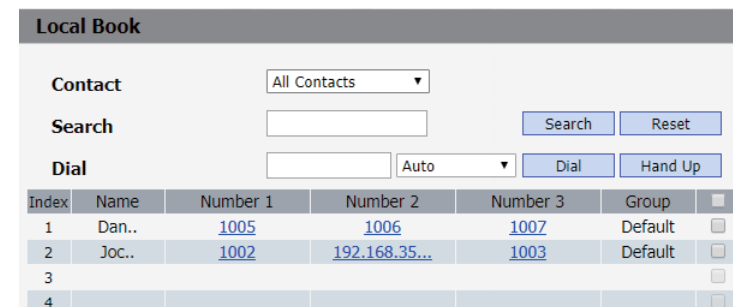 Local Book
Contact All Contacts
Search Search Reset
Dial Auto Dial Hand Up
Index Name Number 1 Number 2 Number 3 Group
1 Dan.. 1005 1006 1007 Default
2 Joc.. 1002 192.168.35... 1003 Default
3
4